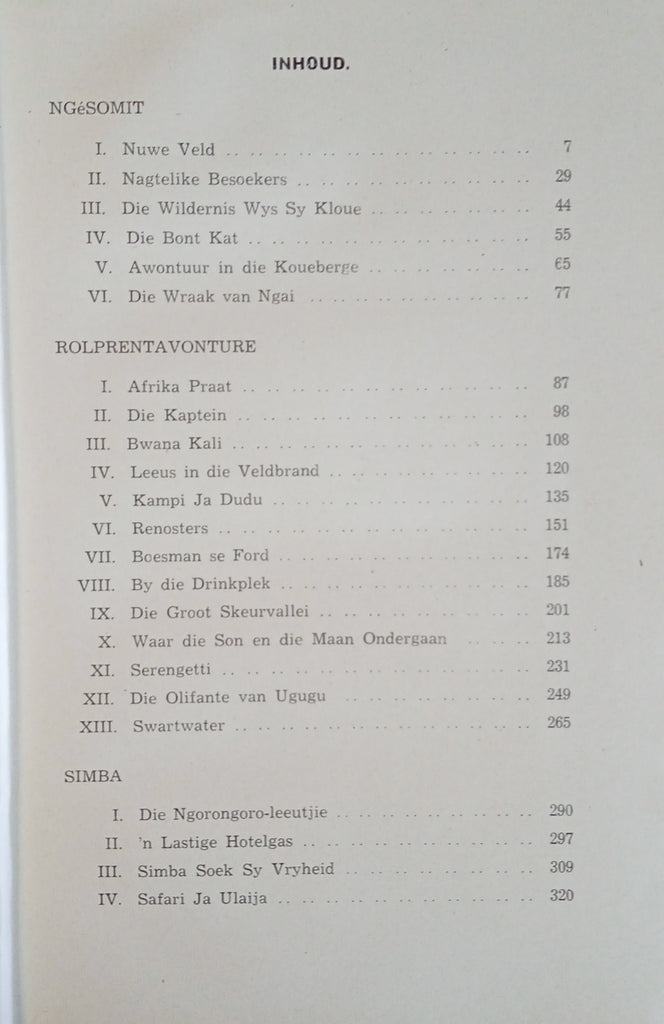 INHOUD.
NGéSOMIT
I. Nuwe Veld .. .. .. .. .. .. .. .. .. .. .. .. .. 7
II. Nagtelike Besoekers .. .. .. .. .. .. .. .. .. .. 29
III. Die Wildernis Wys Sy Kloue .. .. .. .. .. .. .. 44
IV. Die Bont Kat .. .. .. .. .. .. .. .. .. .. .. .. 55
V. Awontuur in die Koueberge .. .. .. .. .. .. .. 65
VI. Die Wraak van Ngai .. .. .. .. .. .. .. .. .. 77
ROLPRENTAVONTURE
I. Afrika Praat .. .. .. .. .. .. .. .. .. .. .. .. 87
II. Die Kaptein .. .. .. .. .. .. .. .. .. .. .. .. 98
III. Bwana Kali .. .. .. .. .. .. .. .. .. .. .. .. 108
IV. Leeus in die Veldbrand .. .. .. .. .. .. .. .. 120
V. Kampi Ja Dudu .. .. .. .. .. .. .. .. .. .. .. 135
VI. Renosters .. .. .. .. .. .. .. .. .. .. .. .. .. 151
VII. Boesman se Ford .. .. .. .. .. .. .. .. .. .. 174
VIII. By die Drinkplek .. .. .. .. .. .. .. .. .. .. 185
IX. Die Groot Skeurvallei .. .. .. .. .. .. .. .. .. 201
X. Waar die Son en die Maan Ondergaan .. .. .. 213
XI. Serengetti .. .. .. .. .. .. .. .. .. .. .. .. .. 231
XII. Die Olifante van Ugugu .. .. .. .. .. .. .. .. 249
XIII. Swartwater .. .. .. .. .. .. .. .. .. .. .. .. 265
SIMBA
I. Die Ngorongoro-leeutjie .. .. .. .. .. .. .. .. 290
II. 'n Lastige Hotelgas .. .. .. .. .. .. .. .. .. .. 297
III. Simba Soek Sy Vryheid .. .. .. .. .. .. .. .. 309
IV. Safari Ja Ulaija .. .. .. .. .. .. .. .. .. .. .. 320